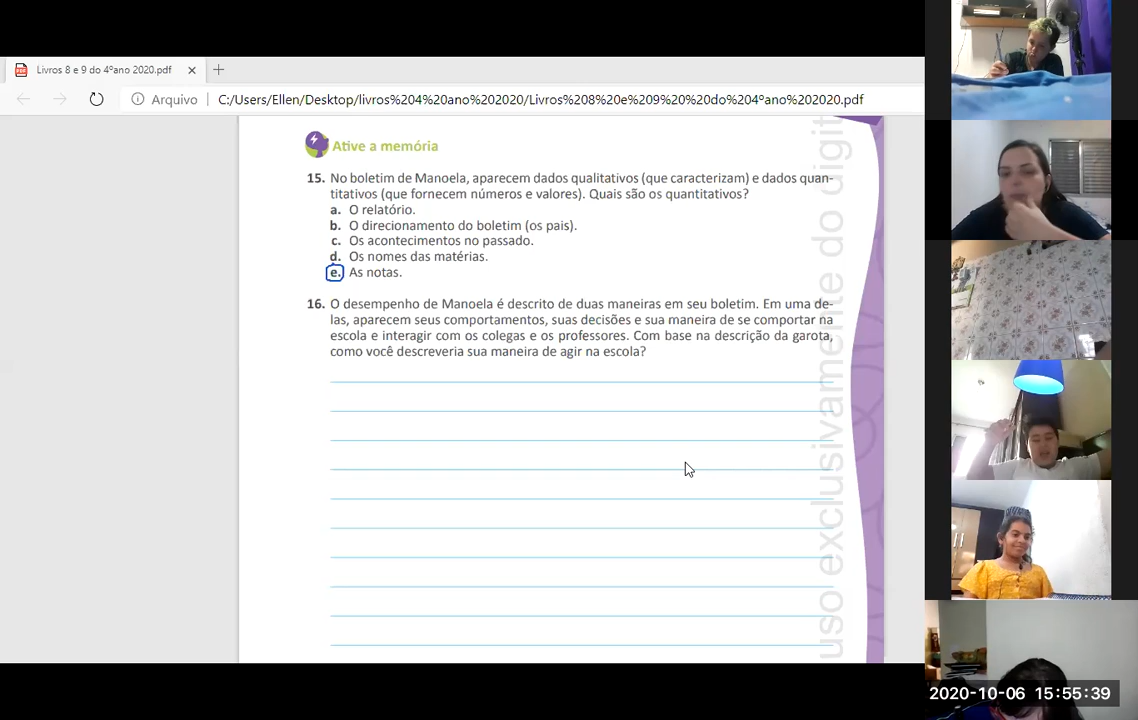 Livros 8 e 9 do 4ºano 2020.pdf
Arquivo
C:/Users/Ellen/Desktop/livros%204%20ano%202020/Livros%208%20e%209%20%20do%204ºano%202020.pdf
Ative a memória
15. No boletim de Manoela, aparecem dados qualitativos (que caracterizam) e dados quan-
titativos (que fornecem números e valores). Quais são os quantitativos?
a. O relatório.
b. O direcionamento do boletim (os pais).
c. Os acontecimentos no passado.
d. Os nomes das matérias.
e. As notas.
16. O desempenho de Manoela é descrito de duas maneiras em seu boletim. Em uma de-
las, aparecem seus comportamentos, suas decisões e sua maneira de se comportar na
escola e interagir com os colegas e os professores. Com base na descrição da garota,
como você descreveria sua maneira de agir na escola?
uso exclusivamente do digit
2020-10-06 15:55:39